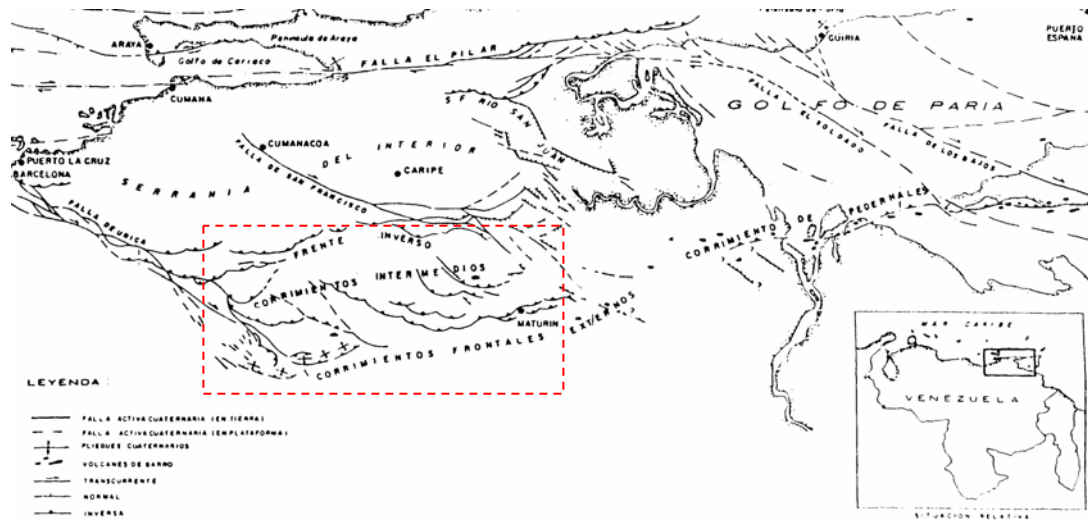 ARAYA
Peninsula de Araya
Golfo de Carraco
FALLA EL PILAR
GUIRIA
PUERTO
ESPANA
CUMANA
S F RIO SAN
JUAN
GOLFO DE PARIA
FALLA
EL SOLDADO
FALLA
DE LOS BAJOS
CUMANACOA
PUERTO LA CRUZ
BARCELONA
SERRANIA
DEL INTERIOR
CARIPE
FALLA DE SAN FRANCISCO
FALLA DE URICA
FRENTE
INVERSO
CORRIMIENTO
DE
PEDERNALES
CORRIMIENTOS
INTERMEDIOS
MATURIN
CORRIMIENTOS FRONTALES
EXTERNOS
MAR CARIBE
VENEZUELA
SITUACION RELATIVA
LEYENDA :
FALLA ACTIVA CUATERNARIA (EN TIERRA)
FALLA ACTIVA CUATERNARIA (EN PLATAFORMA)
PLIEGUES CUATERNARIOS
VOLCANES DE BARRO
TRANSCURRENTE
NORMAL
INVERSA